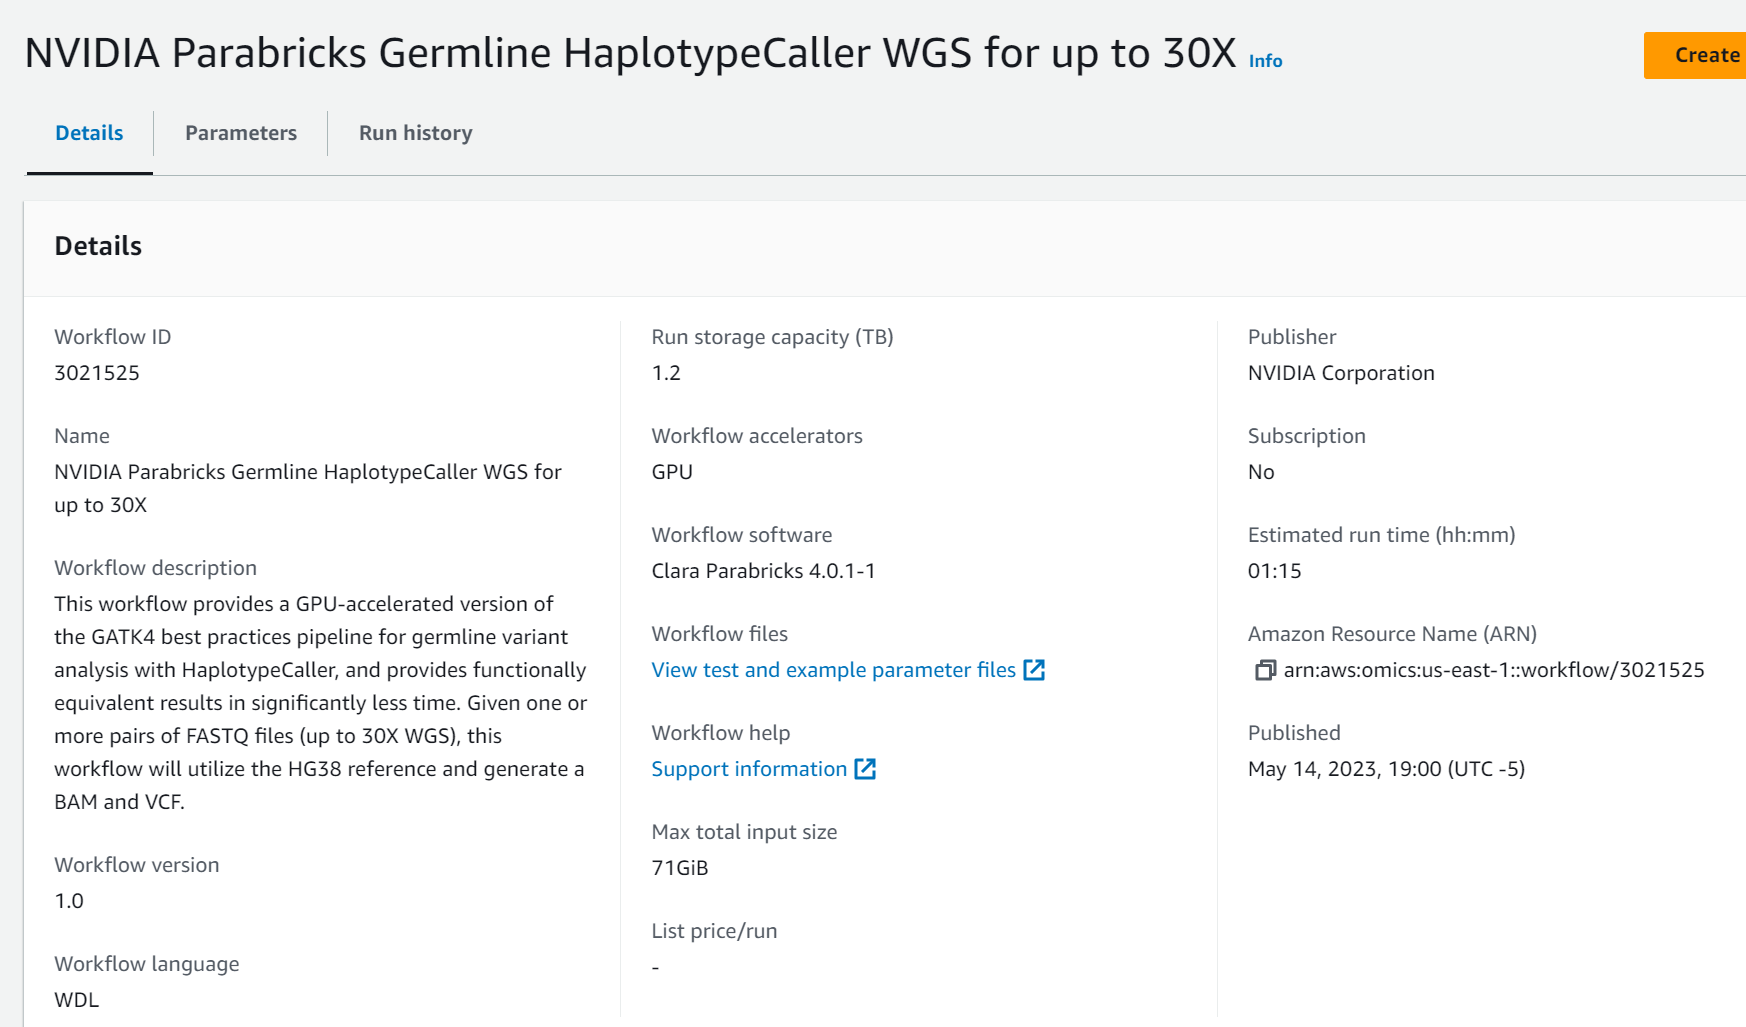 NVIDIA Parabricks Germline HaplotypeCaller WGS for up to 30X Info
Create
Details
Parameters
Run history
Details
Workflow ID
3021525
Name
NVIDIA Parabricks Germline HaplotypeCaller WGS for
up to 30X
Workflow description
This workflow provides a GPU-accelerated version of
the GATK4 best practices pipeline for germline variant
analysis with HaplotypeCaller, and provides functionally
equivalent results in significantly less time. Given one or
more pairs of FASTQ files (up to 30X WGS), this
workflow will utilize the HG38 reference and generate a
BAM and VCF.
Workflow version
1.0
Workflow language
WDL
Run storage capacity (TB)
1.2
Workflow accelerators
GPU
Workflow software
Clara Parabricks 4.0.1-1
Workflow files
View test and example parameter files
Workflow help
Support information
Max total input size
71GiB
List price/run
-
Publisher
NVIDIA Corporation
Subscription
No
Estimated run time (hh:mm)
01:15
Amazon Resource Name (ARN)
arn:aws:omics:us-east-1::workflow/3021525
Published
May 14, 2023, 19:00 (UTC -5)